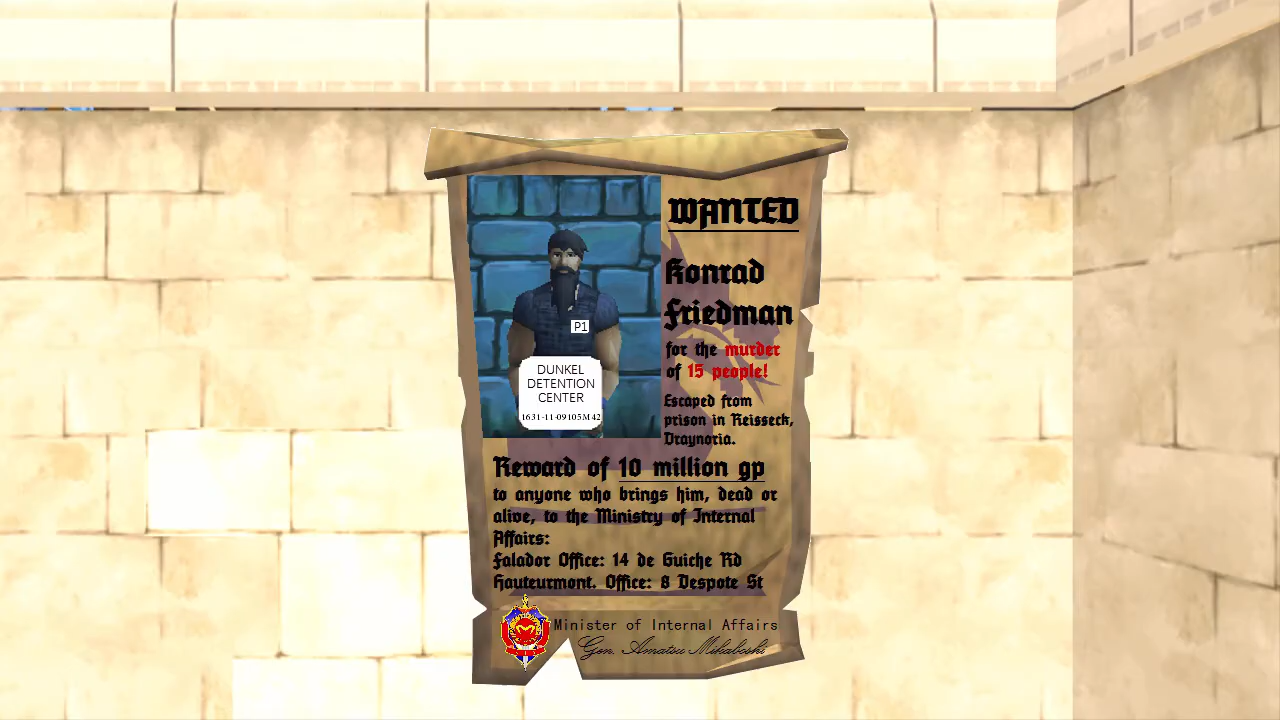 WANTED
Konrad
Friedman
for the murder
of 15 people!
Escaped from
prison in Reisseck,
Draynoria.
P1
DUNKEL
DETENTION
CENTER
1631-11-09105M42
Reward of 10 million gp
to anyone who brings him, dead or
alive, to the Ministry of Internal
Affairs:
Falador Office: 14 de Guiche Rd
Hauteurmont. Office: 8 Despote St
Minister of Internal Affairs
Gen. Amatsu Mikaboshi